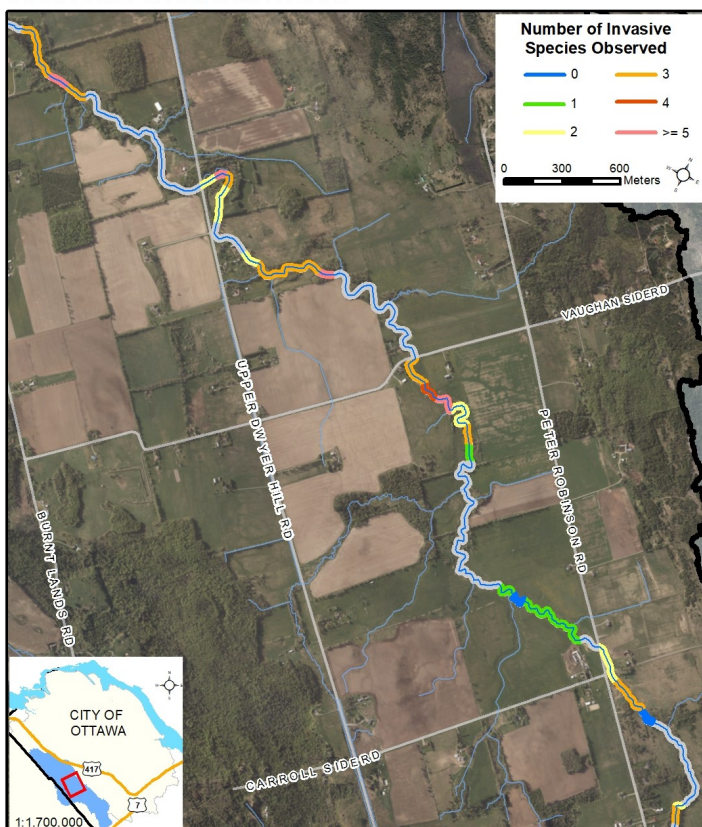 Number of Invasive
Species Observed
0
3
1
4
2
>= 5
0 300 600
Meters
N
E
S
W
VAUGHAN SIDERD
UPPER DWYER HILL RD
PETER ROBINSON RD
BURNT LANDS RD
CARROLL SIDERD
N
CITY OF
OTTAWA
417
7
1:1,700,000